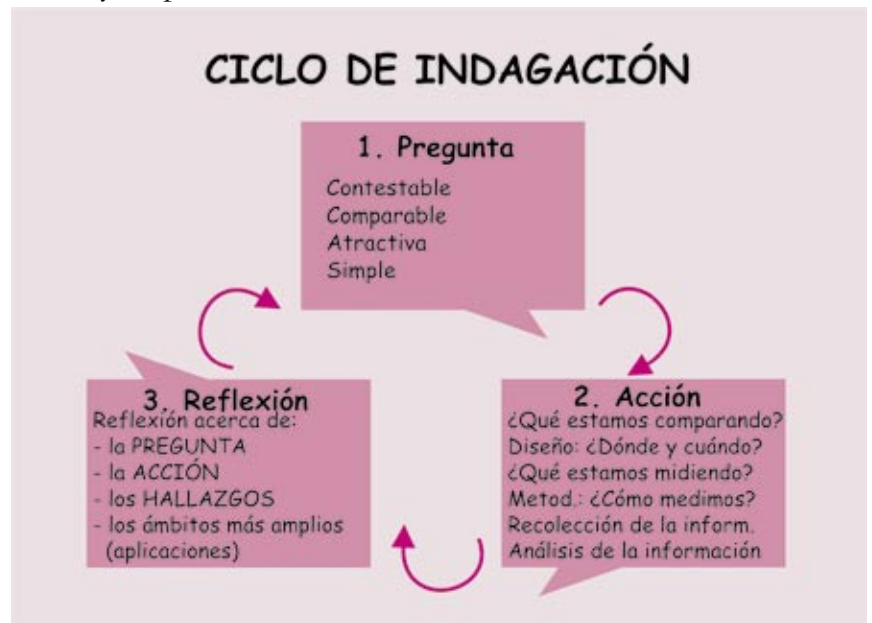 CICLO DE INDAGACIÓN
1. Pregunta
Contestable
Comparable
Atractiva
Simple
2. Acción
¿Qué estamos comparando?
Diseño: ¿Dónde y cuándo?
¿Qué estamos midiendo?
Metod.: ¿Cómo medimos?
Recolección de la inform.
Análisis de la información
3. Reflexión
Reflexión acerca de:
- la PREGUNTA
- la ACCIÓN
- los HALLAZGOS
- los ámbitos más amplios
(aplicaciones)